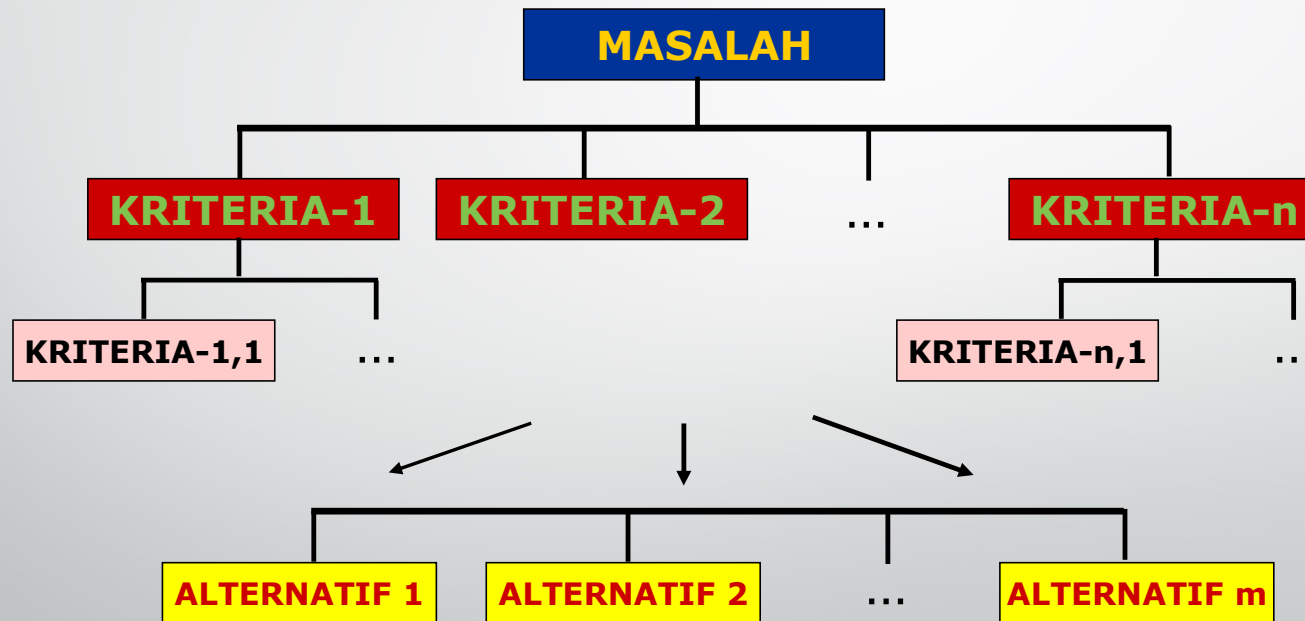 MASALAH
KRITERIA-1 KRITERIA-2 ... KRITERIA-n
KRITERIA-1,1 ... KRITERIA-n,1 ..
ALTERNATIF 1 ALTERNATIF 2 ... ALTERNATIF m